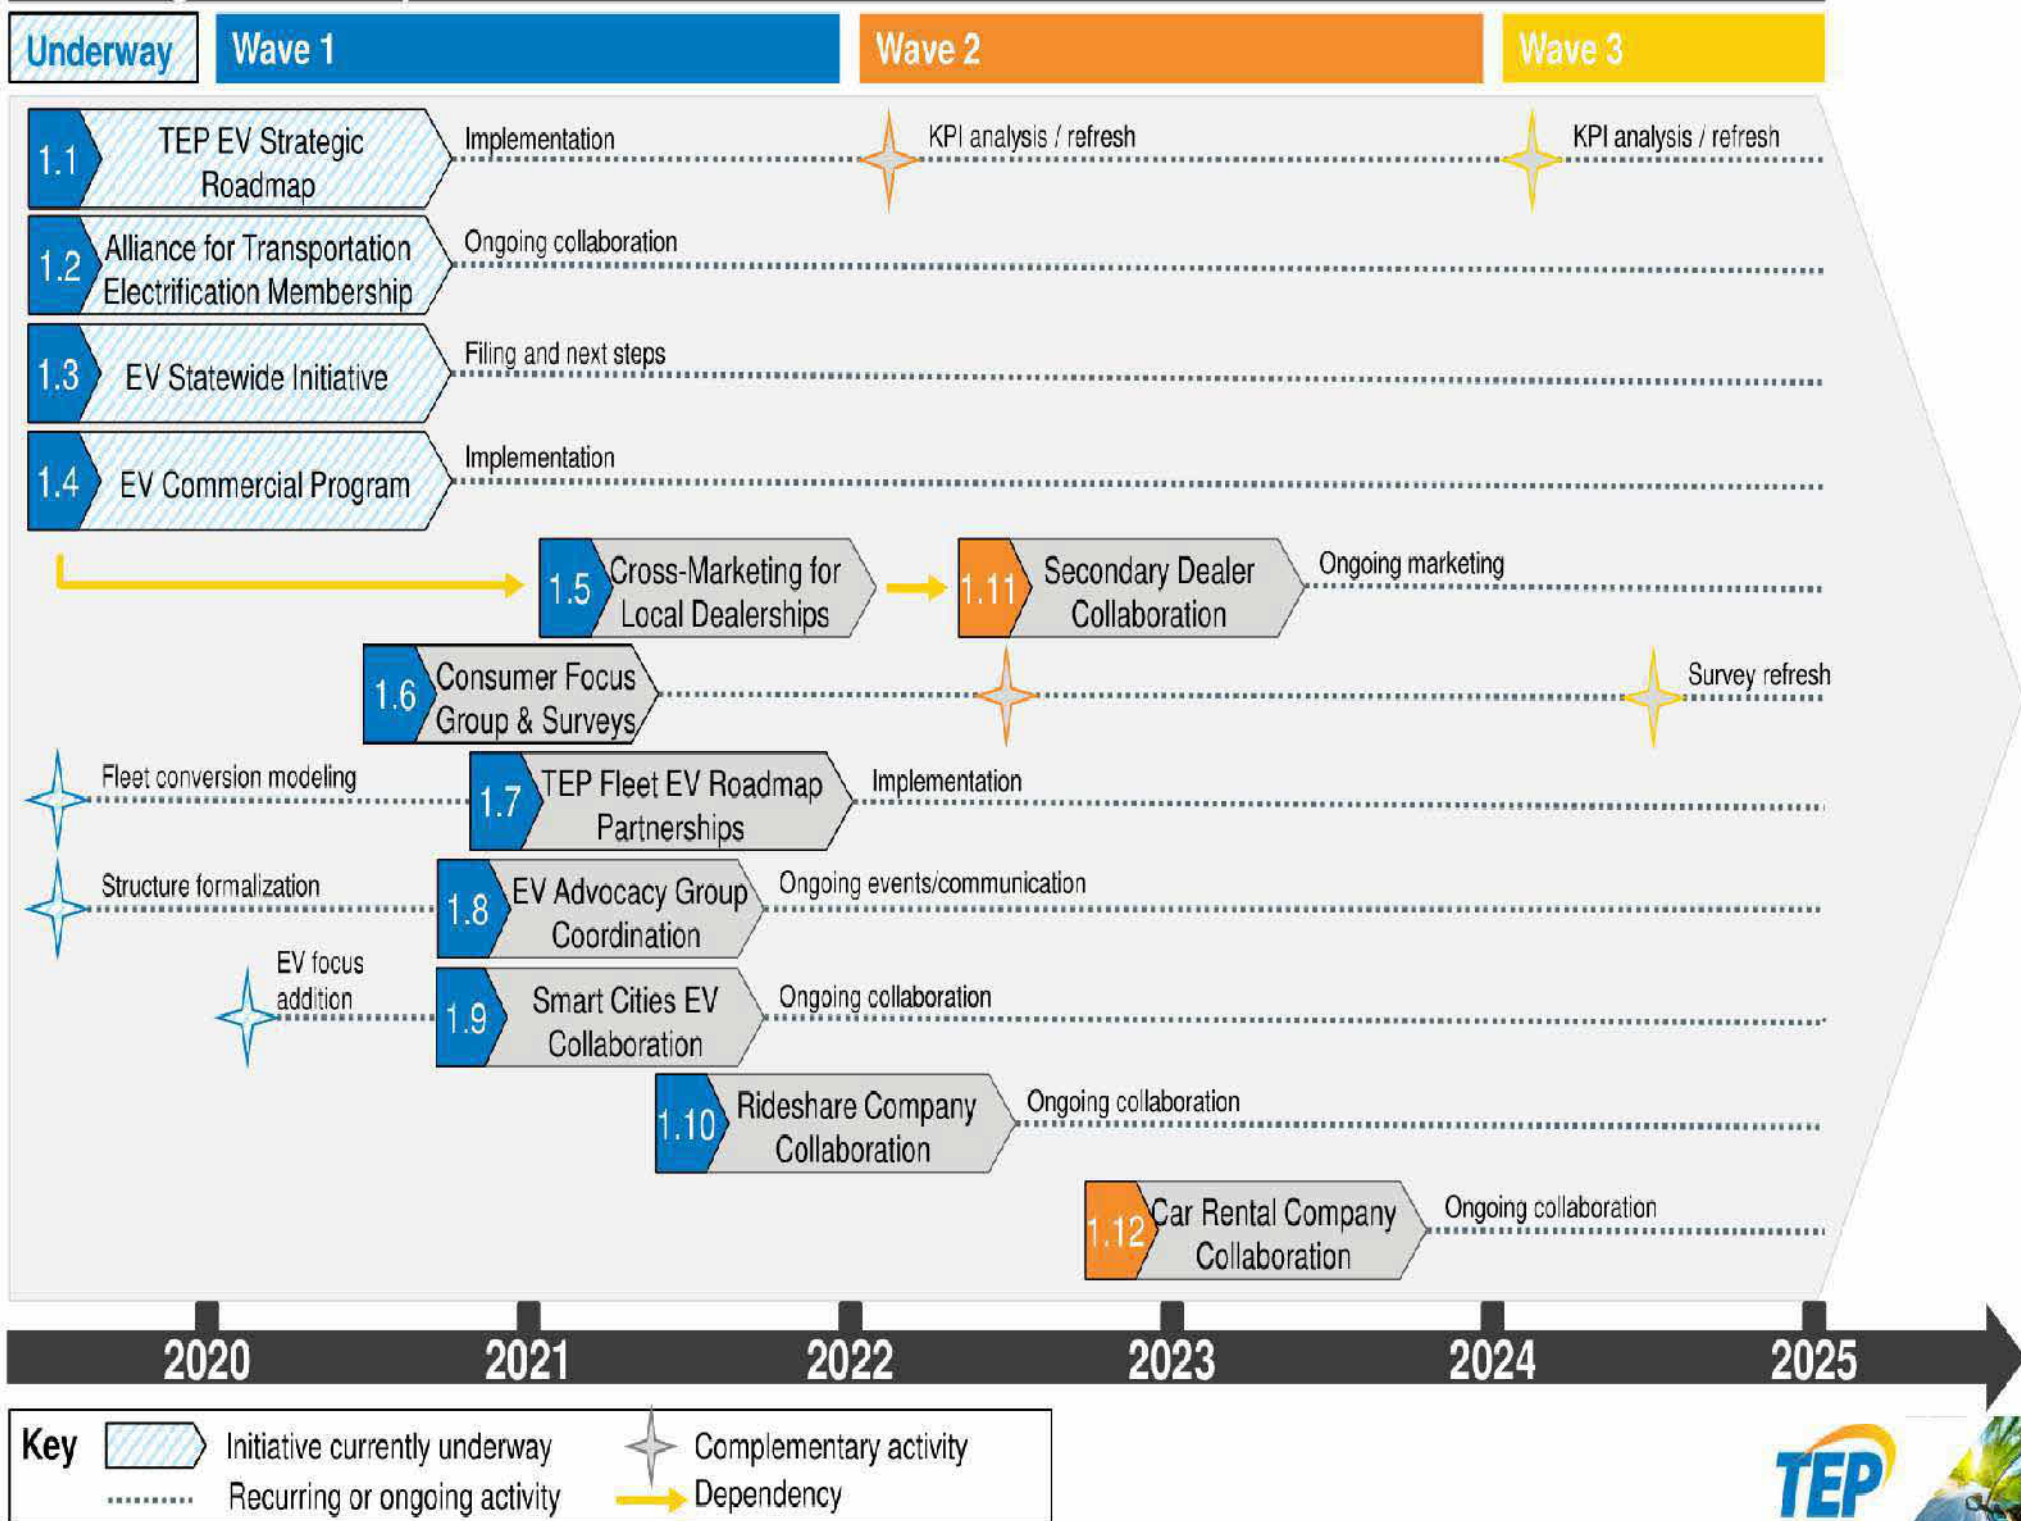 Underway
Wave 1
Wave 2
Wave 3
1.1
TEP EV Strategic
Roadmap
Implementation
KPI analysis / refresh
KPI analysis / refresh
1.2
Alliance for Transportation
Electrification Membership
Ongoing collaboration
1.3
EV Statewide Initiative
Filing and next steps
1.4
EV Commercial Program
Implementation
1.5
Cross-Marketing for
Local Dealerships
1.11
Secondary Dealer
Collaboration
Ongoing marketing
1.6
Consumer Focus
Group & Surveys
Survey refresh
Fleet conversion modeling
1.7
TEP Fleet EV Roadmap
Partnerships
Implementation
Structure formalization
1.8
EV Advocacy Group
Coordination
Ongoing events/communication
EV focus
addition
1.9
Smart Cities EV
Collaboration
Ongoing collaboration
1.10
Rideshare Company
Collaboration
Ongoing collaboration
1.12
Car Rental Company
Collaboration
Ongoing collaboration
2020
2021
2022
2023
2024
2025
Key
Initiative currently underway
Complementary activity
Recurring or ongoing activity
Dependency
TEP